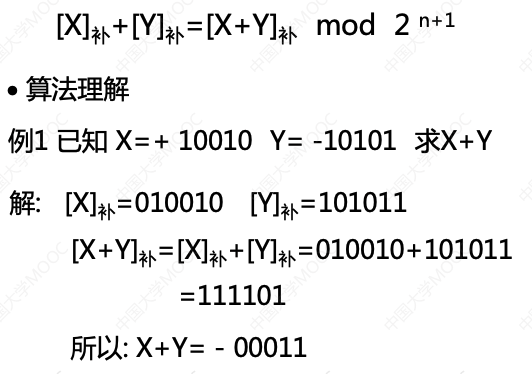 [X]补+[Y]补=[X+Y]补 mod 2 n+1
• 算法理解
例1 已知 X=+ 10010 Y= -10101 求X+Y
解: [X]补=010010 [Y]补=101011
[X+Y]补=[X]补+[Y]补=010010+101011
=111101
所以: X+Y= - 00011